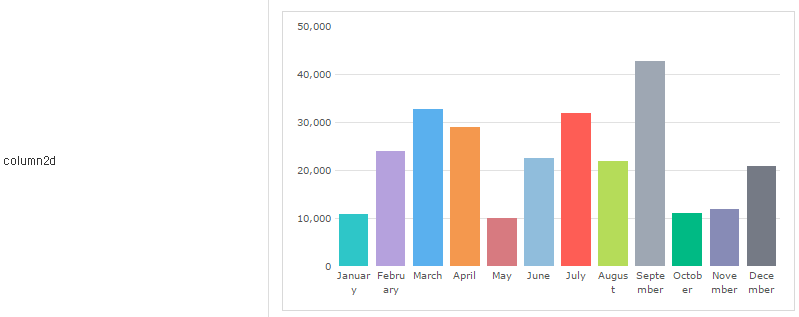 column2d
50,000
40,000
30,000
20,000
10,000
0
Januar
y
Febru
ary
March
April
May
June
July
Augus
t
Septe
mber
Octob
er
Nove
mber
Dece
mber